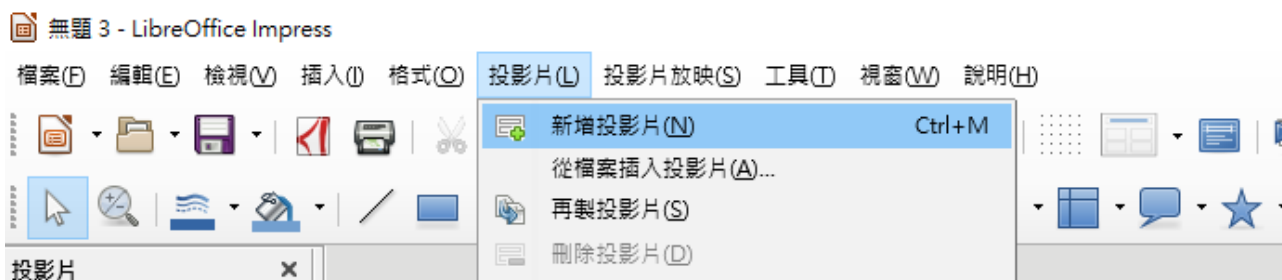 無題 3 - LibreOffice Impress
檔案(F) 編輯(E) 檢視(V) 插入(I) 格式(O) 投影片(L) 投影片放映(S) 工具(T) 視窗(W) 說明(H)
新增投影片(N) Ctrl+M
從檔案插入投影片(A)...
再製投影片(S)
刪除投影片(D)
投影片